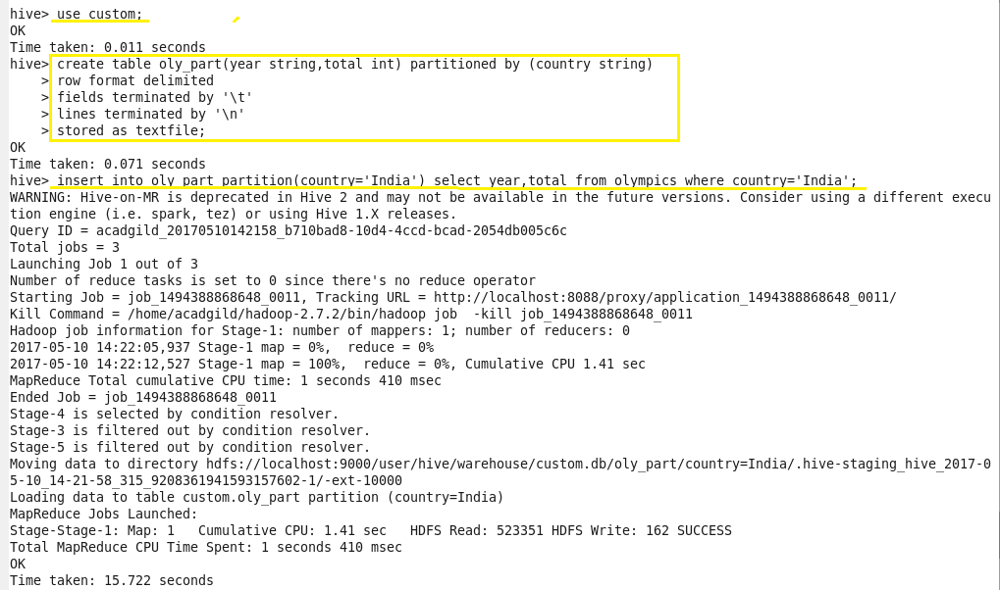 hive> use custom;
OK
Time taken: 0.011 seconds
hive> create table oly_part(year string,total int) partitioned by (country string)
    > row format delimited
    > fields terminated by '\t'
    > lines terminated by '\n'
    > stored as textfile;
OK
Time taken: 0.071 seconds
hive> insert into oly_part partition(country='India') select year,total from olympics where country='India';
WARNING: Hive-on-MR is deprecated in Hive 2 and may not be available in the future versions. Consider using a different execu
tion engine (i.e. spark, tez) or using Hive 1.X releases.
Query ID = acadgild_20170510142158_b710bad8-10d4-4ccd-bcad-2054db005c6c
Total jobs = 3
Launching Job 1 out of 3
Number of reduce tasks is set to 0 since there's no reduce operator
Starting Job = job_1494388868648_0011, Tracking URL = http://localhost:8088/proxy/application_1494388868648_0011/
Kill Command = /home/acadgild/hadoop-2.7.2/bin/hadoop job  -kill job_1494388868648_0011
Hadoop job information for Stage-1: number of mappers: 1; number of reducers: 0
2017-05-10 14:22:05,937 Stage-1 map = 0%,  reduce = 0%
2017-05-10 14:22:12,527 Stage-1 map = 100%,  reduce = 0%, Cumulative CPU 1.41 sec
MapReduce Total cumulative CPU time: 1 seconds 410 msec
Ended Job = job_1494388868648_0011
Stage-4 is selected by condition resolver.
Stage-3 is filtered out by condition resolver.
Stage-5 is filtered out by condition resolver.
Moving data to directory hdfs://localhost:9000/user/hive/warehouse/custom.db/oly_part/country=India/.hive-staging_hive_2017-0
5-10_14-21-58_315_9208361941593157602-1/-ext-10000
Loading data to table custom.oly_part partition (country=India)
MapReduce Jobs Launched:
Stage-Stage-1: Map: 1   Cumulative CPU: 1.41 sec   HDFS Read: 523351 HDFS Write: 162 SUCCESS
Total MapReduce CPU Time Spent: 1 seconds 410 msec
OK
Time taken: 15.722 seconds